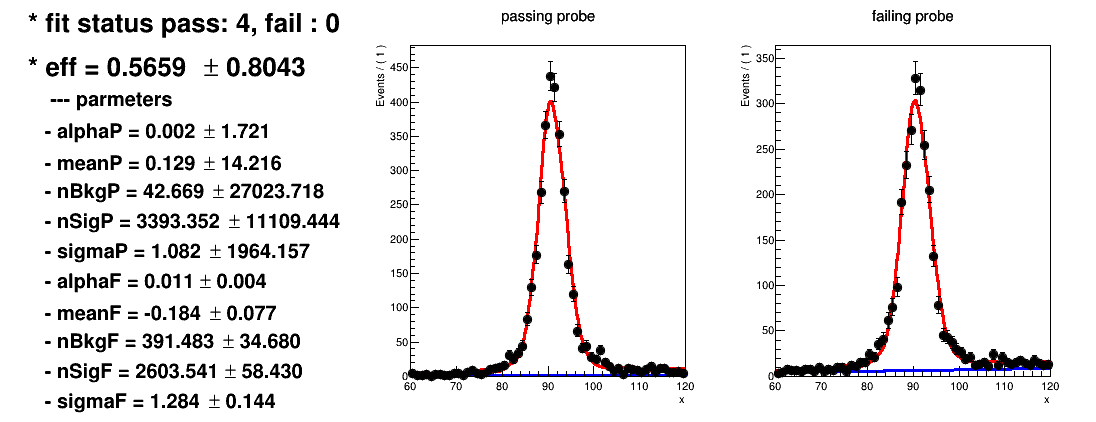 * fit status pass: 4, fail : 0
* eff = 0.5659 ± 0.8043
--- parmeters
- alphaP = 0.002 ± 1.721
- meanP = 0.129 ± 14.216
- nBkgP = 42.669 ± 27023.718
- nSigP = 3393.352 ± 11109.444
- sigmaP = 1.082 ± 1964.157
- alphaF = 0.011 ± 0.004
- meanF = -0.184 ± 0.077
- nBkgF = 391.483 ± 34.680
- nSigF = 2603.541 ± 58.430
- sigmaF = 1.284 ± 0.144
passing probe
Events / ( 1 )
450
400
350
300
250
200
150
100
50
0
60 70 80 90 100 110 120
x
failing probe
Events / ( 1 )
350
300
250
200
150
100
50
0
60 70 80 90 100 110 120
x